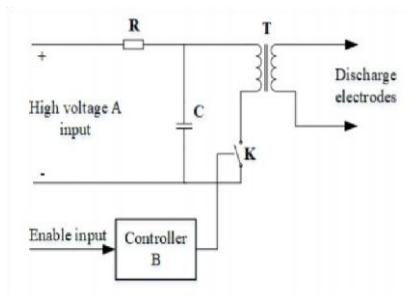 R
T
+
High voltage A
input
C
Discharge
electrodes
K
-
Enable input
Controller
B